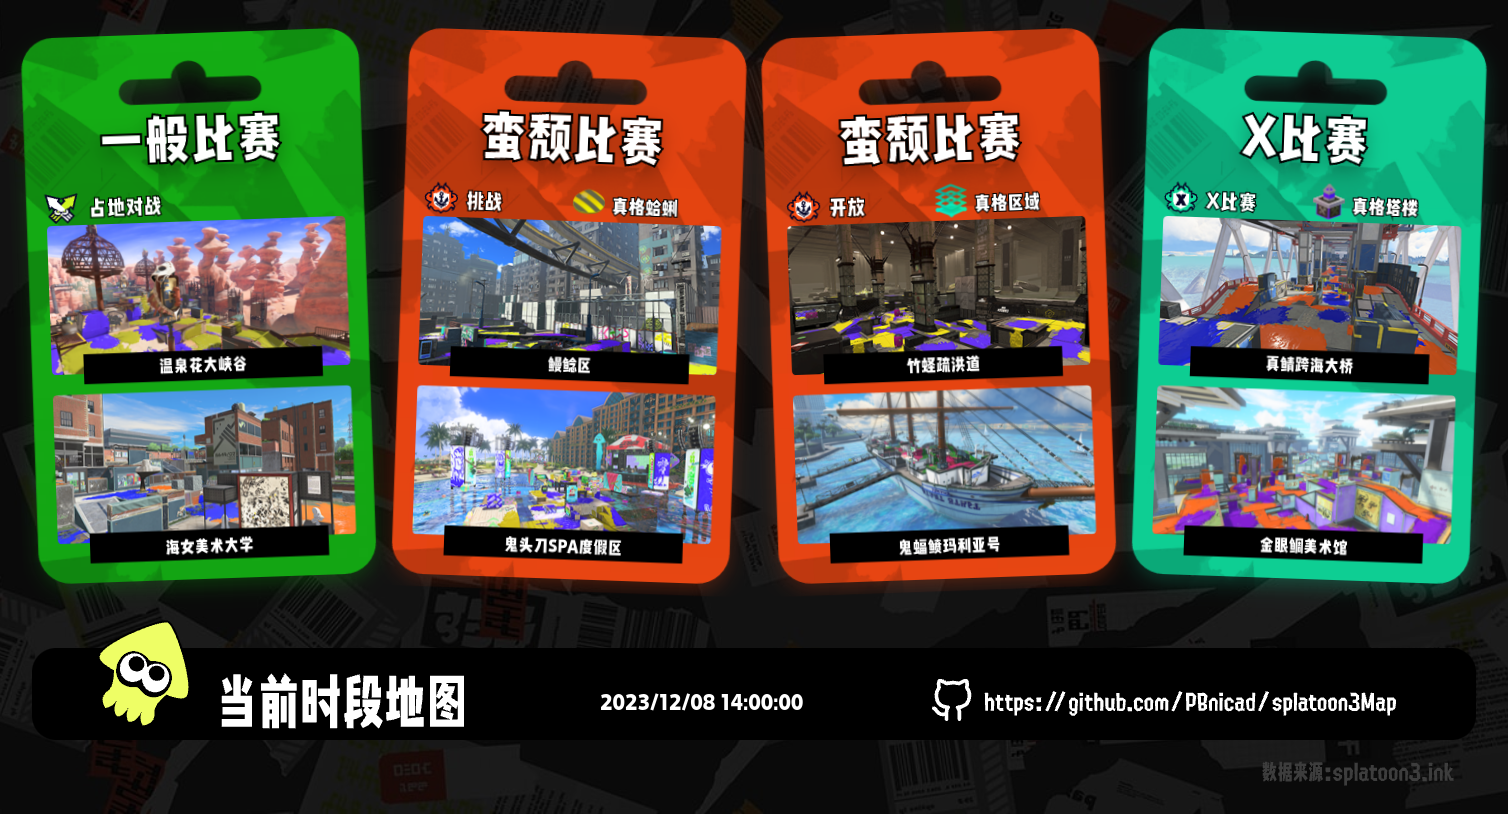 一般比赛
占地对战
温泉花大峡谷
海女美术大学
蛮颓比赛
挑战
真格蛤蜊
鳗鲶区
鬼头刀SPA度假区
蛮颓比赛
开放
真格区域
竹蛏疏洪道
鬼蝠鲼玛利亚号
X比赛
X比赛
真格塔楼
真鲭跨海大桥
金眼鲷美术馆
当前时段地图
2023/12/08 14:00:00
https://github.com/PBnicad/splatoon3Map
数据来源:splatoon3.ink